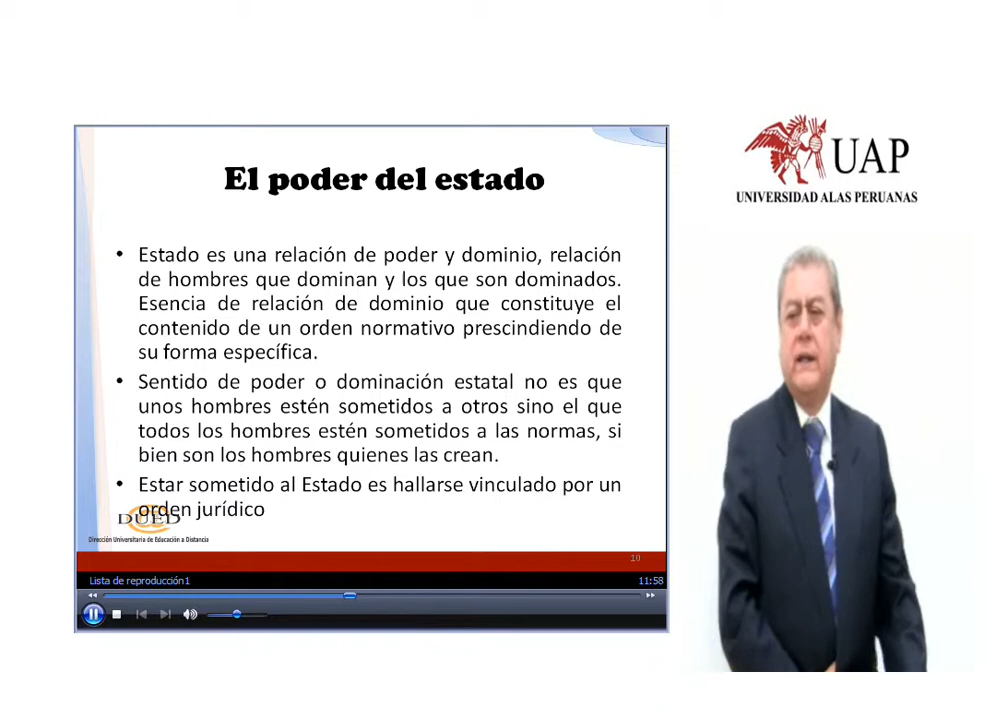 El poder del estado
• Estado es una relación de poder y dominio, relación
de hombres que dominan y los que son dominados.
Esencia de relación de dominio que constituye el
contenido de un orden normativo prescindiendo de
su forma específica.
• Sentido de poder o dominación estatal no es que
unos hombres estén sometidos a otros sino el que
todos los hombres estén sometidos a las normas, si
bien son los hombres quienes las crean.
• Estar sometido al Estado es hallarse vinculado por un
orden jurídico
DUED
Dirección Universitaria de Educación a Distancia
10
Lista de reproducción1 11:58
UAP
UNIVERSIDAD ALAS PERUANAS